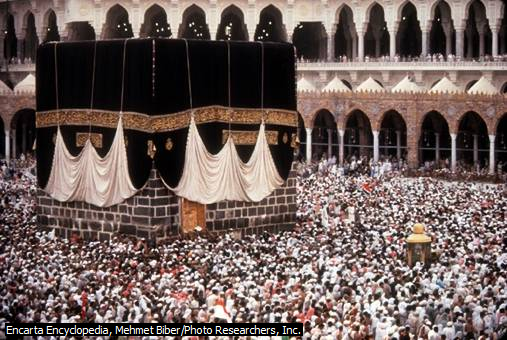 Encarta Encyclopedia, Mehmet Biber/Photo Researchers, Inc.